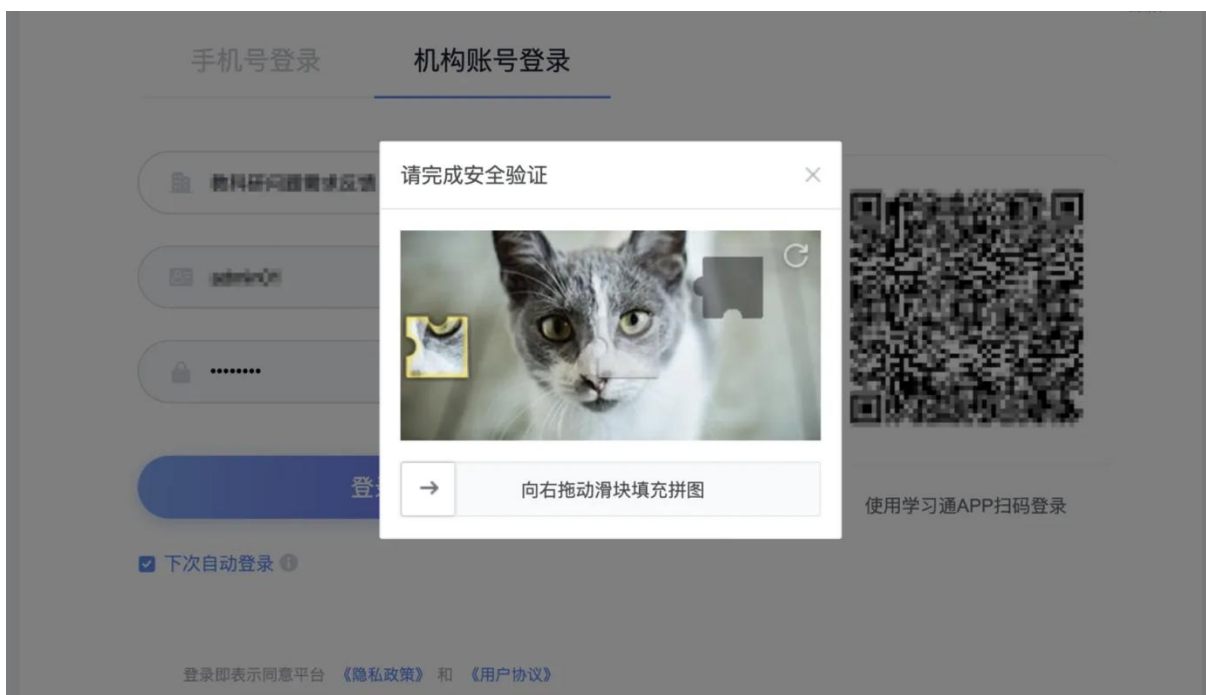 手机号登录
机构账号登录
请完成安全验证
登
向右拖动滑块填充拼图
使用学习通APP扫码登录
下次自动登录
登录即表示同意平台 《隐私政策》 和 《用户协议》